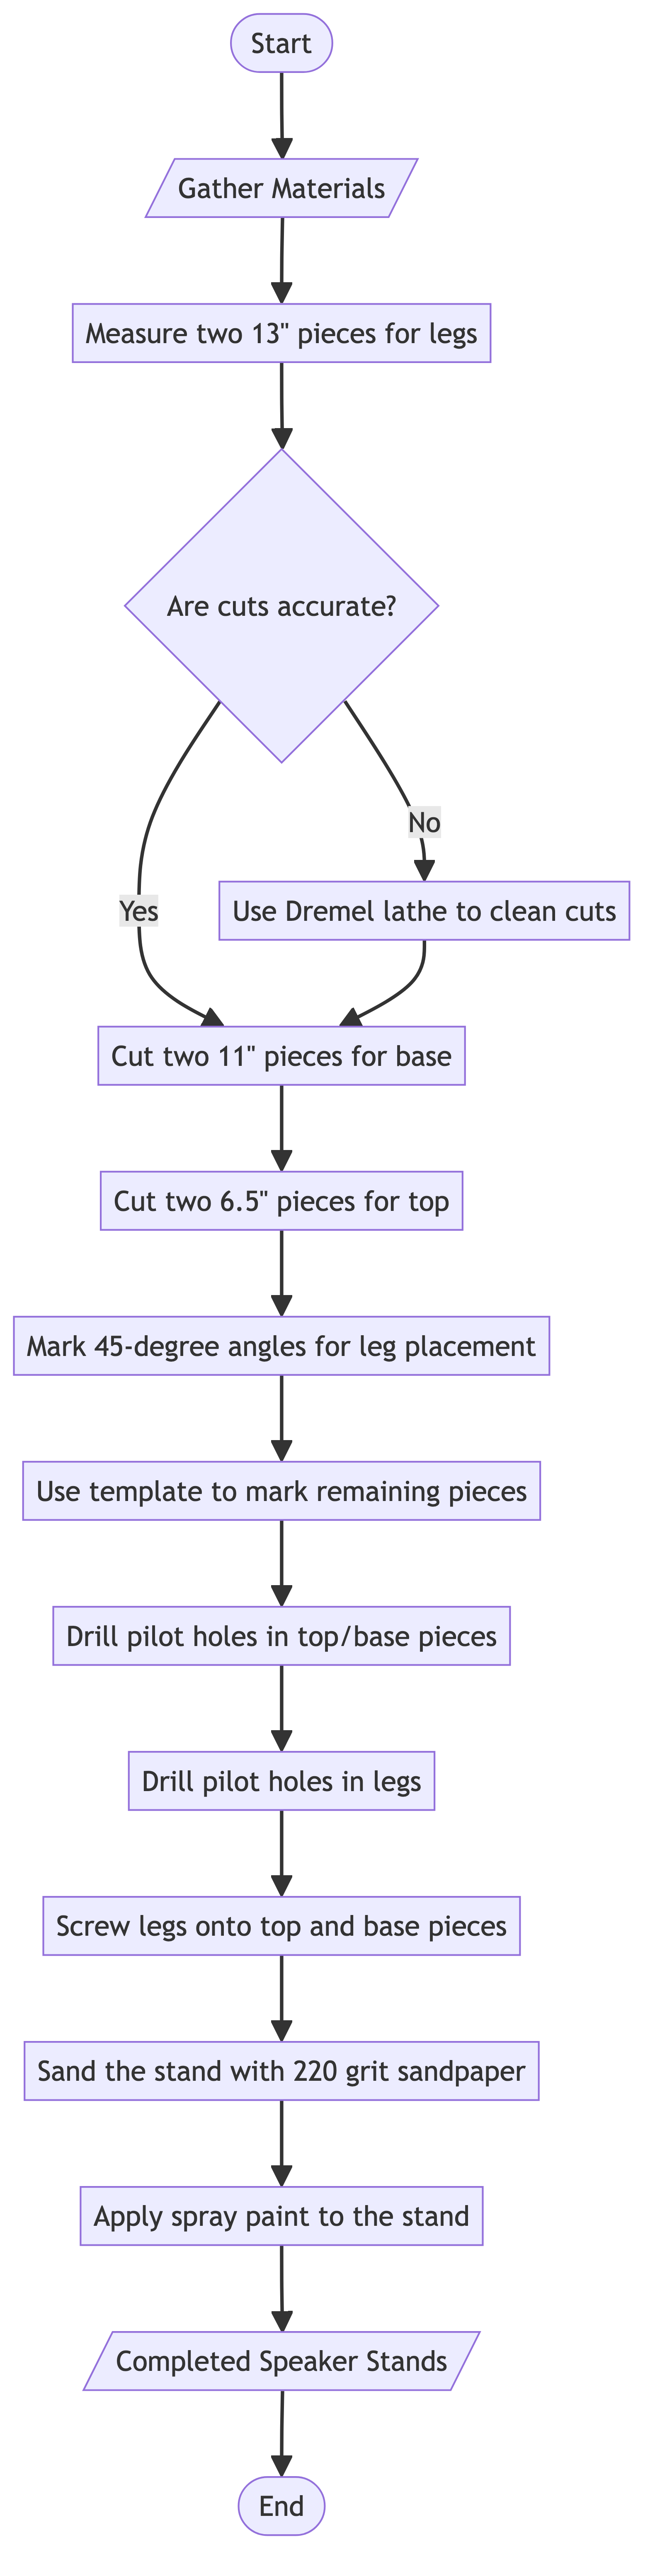 Start
Gather Materials
Measure two 13" pieces for legs
Are cuts accurate?
No
Use Dremel lathe to clean cuts
Yes
Cut two 11" pieces for base
Cut two 6.5" pieces for top
Mark 45-degree angles for leg placement
Use template to mark remaining pieces
Drill pilot holes in top/base pieces
Drill pilot holes in legs
Screw legs onto top and base pieces
Sand the stand with 220 grit sandpaper
Apply spray paint to the stand
Completed Speaker Stands
End